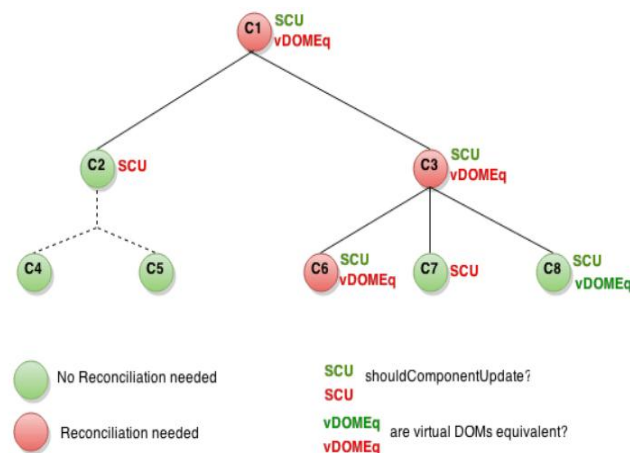 C1 SCU
vDOMEq
C2 SCU
C3 SCU
vDOMEq
C4
C5
C6 SCU
vDOMEq
C7 SCU
C8 SCU
vDOMEq
No Reconciliation needed
Reconciliation needed
SCU shouldComponentUpdate?
SCU
vDOMEq are virtual DOMs equivalent?
vDOMEq